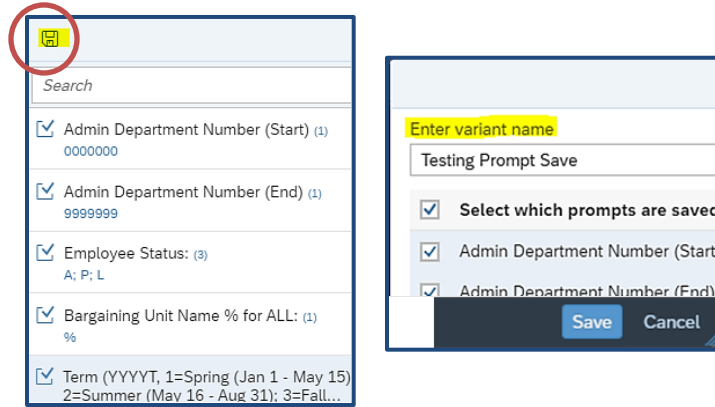 Search
Admin Department Number (Start) (1)
0000000
Admin Department Number (End) (1)
9999999
Employee Status: (3)
A; P; L
Bargaining Unit Name % for ALL: (1)
%
Term (YYYYT, 1=Spring (Jan 1 - May 15)
2=Summer (May 16 - Aug 31); 3=Fall...
Enter variant name
Testing Prompt Save
Select which prompts are saved
Admin Department Number (Start
Admin Department Number (End)
Save Cancel